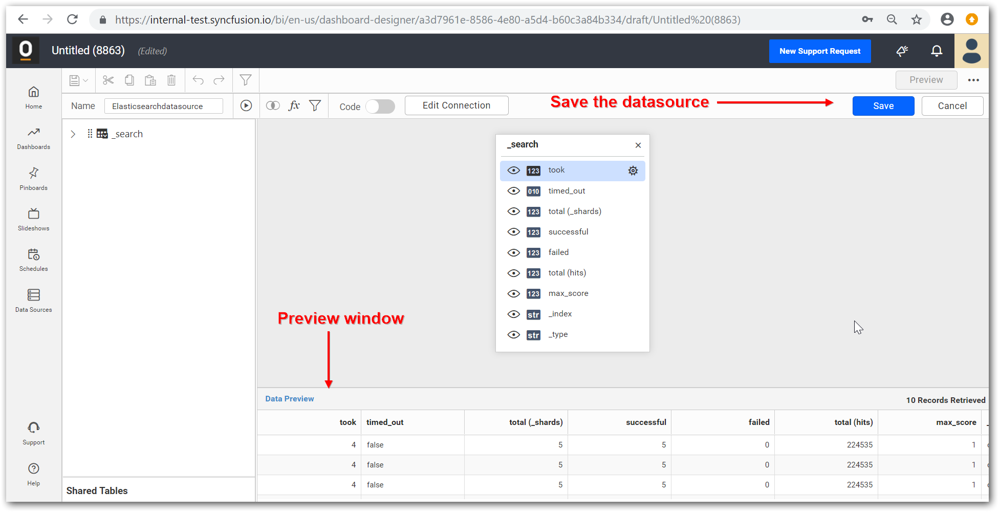 https://internal-test.syncfusion.io/bi/en-us/dashboard-designer/a3d7961e-8586-4e80-a5d4-b60c3a84b334/draft/Untitled%20(8863)
Untitled (8863) (Edited) New Support Request
Preview
Name Elasticsearchdatasource fx Code Edit Connection Save the datasource Save Cancel
Home
Dashboards
Pinboards
Slideshows
Schedules
Data Sources
Support
Help
_search
Shared Tables
_search
123 took
010 timed_out
123 total (_shards)
123 successful
123 failed
123 total (hits)
123 max_score
str _index
str _type
Preview window
Data Preview 10 Records Retrieved
took timed_out total (_shards) successful failed total (hits) max_score
4 false 5 5 0 224535 1
4 false 5 5 0 224535 1
4 false 5 5 0 224535 1